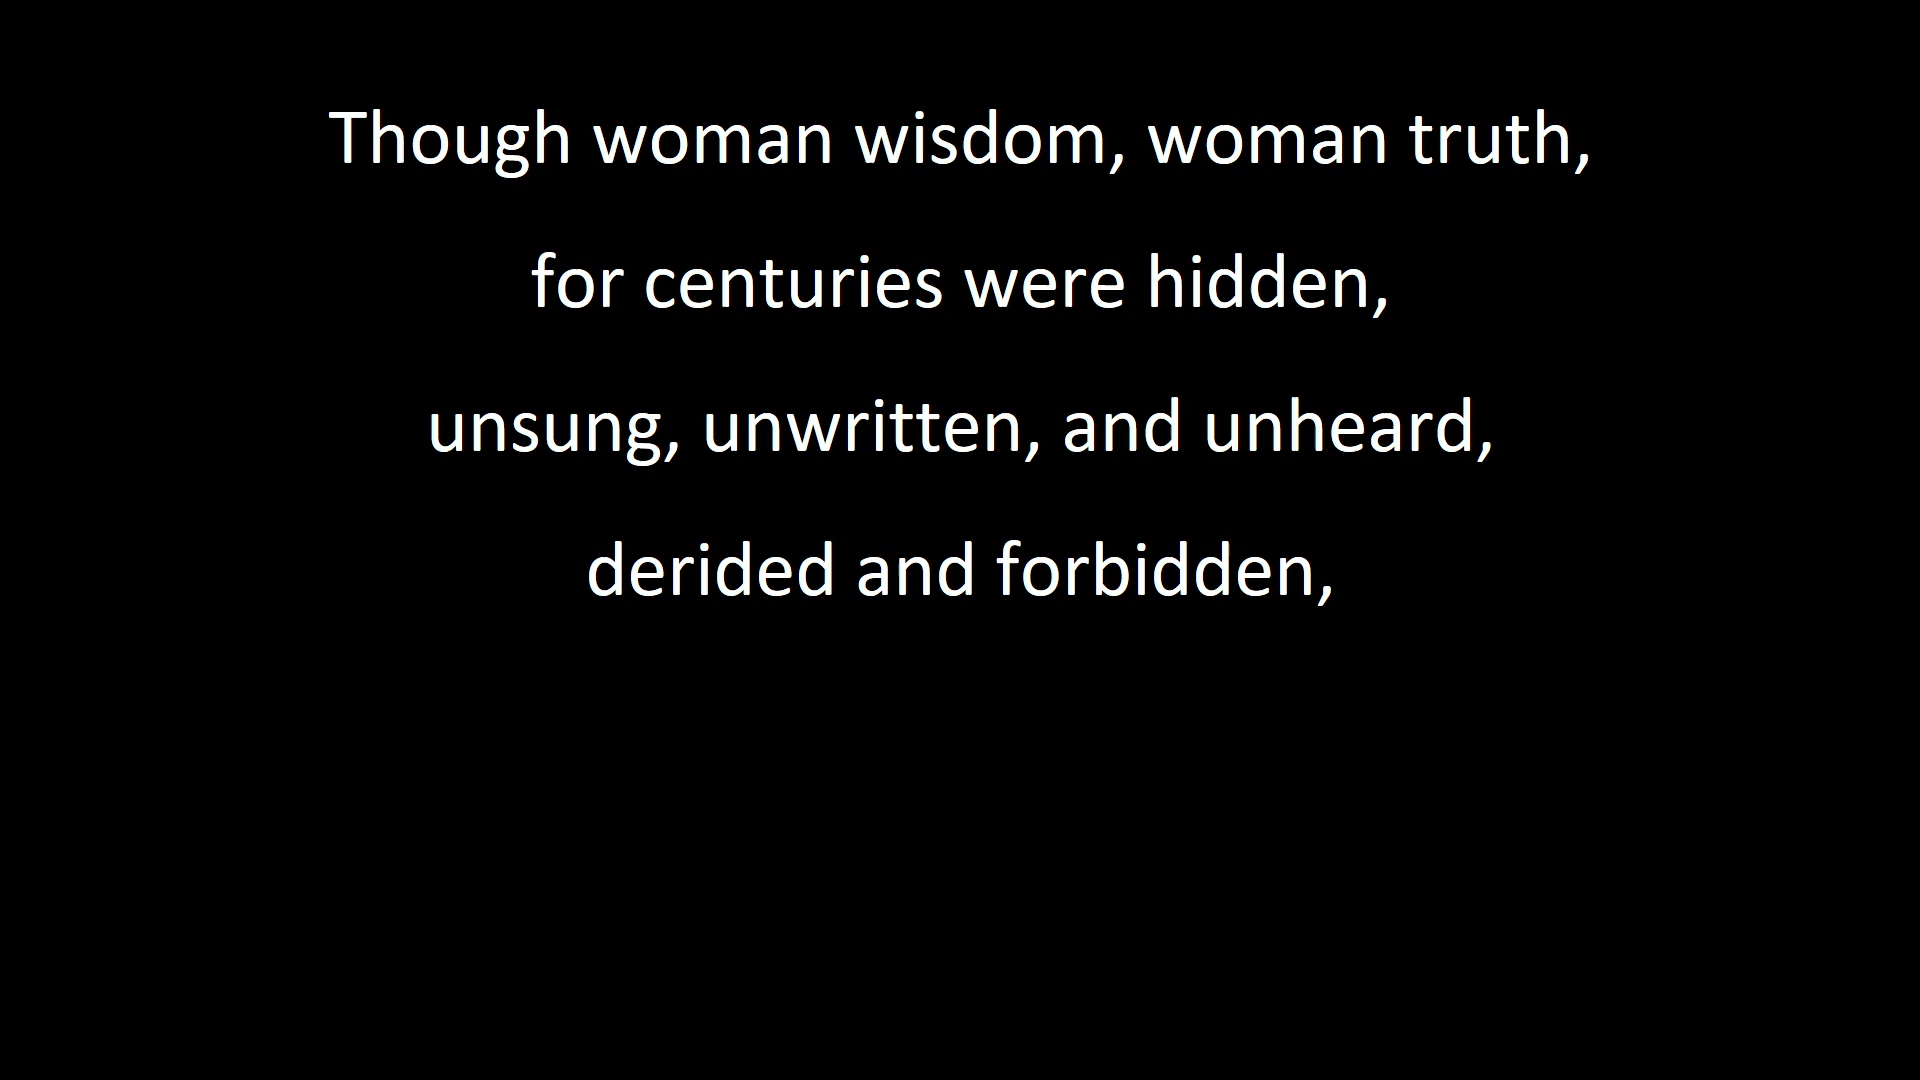 Though woman wisdom, woman truth,
for centuries were hidden,
unsung, unwritten, and unheard,
derided and forbidden,